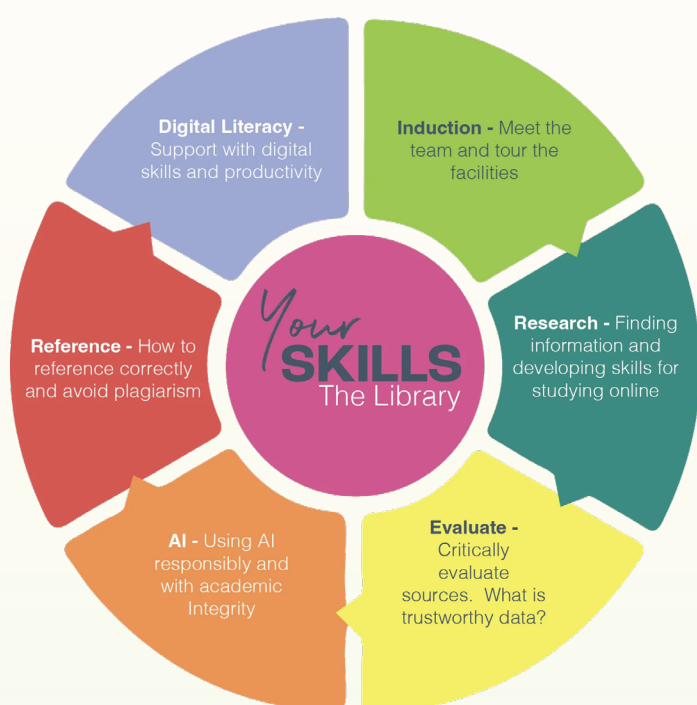 Your
SKILLS
The Library
Induction - Meet the
team and tour the
facilities
Research - Finding
information and
developing skills for
studying online
Evaluate -
Critically
evaluate
sources.  What is
trustworthy data?
AI - Using AI
responsibly and
with academic
Integrity
Reference - How to
reference correctly
and avoid plagiarism
Digital Literacy -
Support with digital
skills and productivity